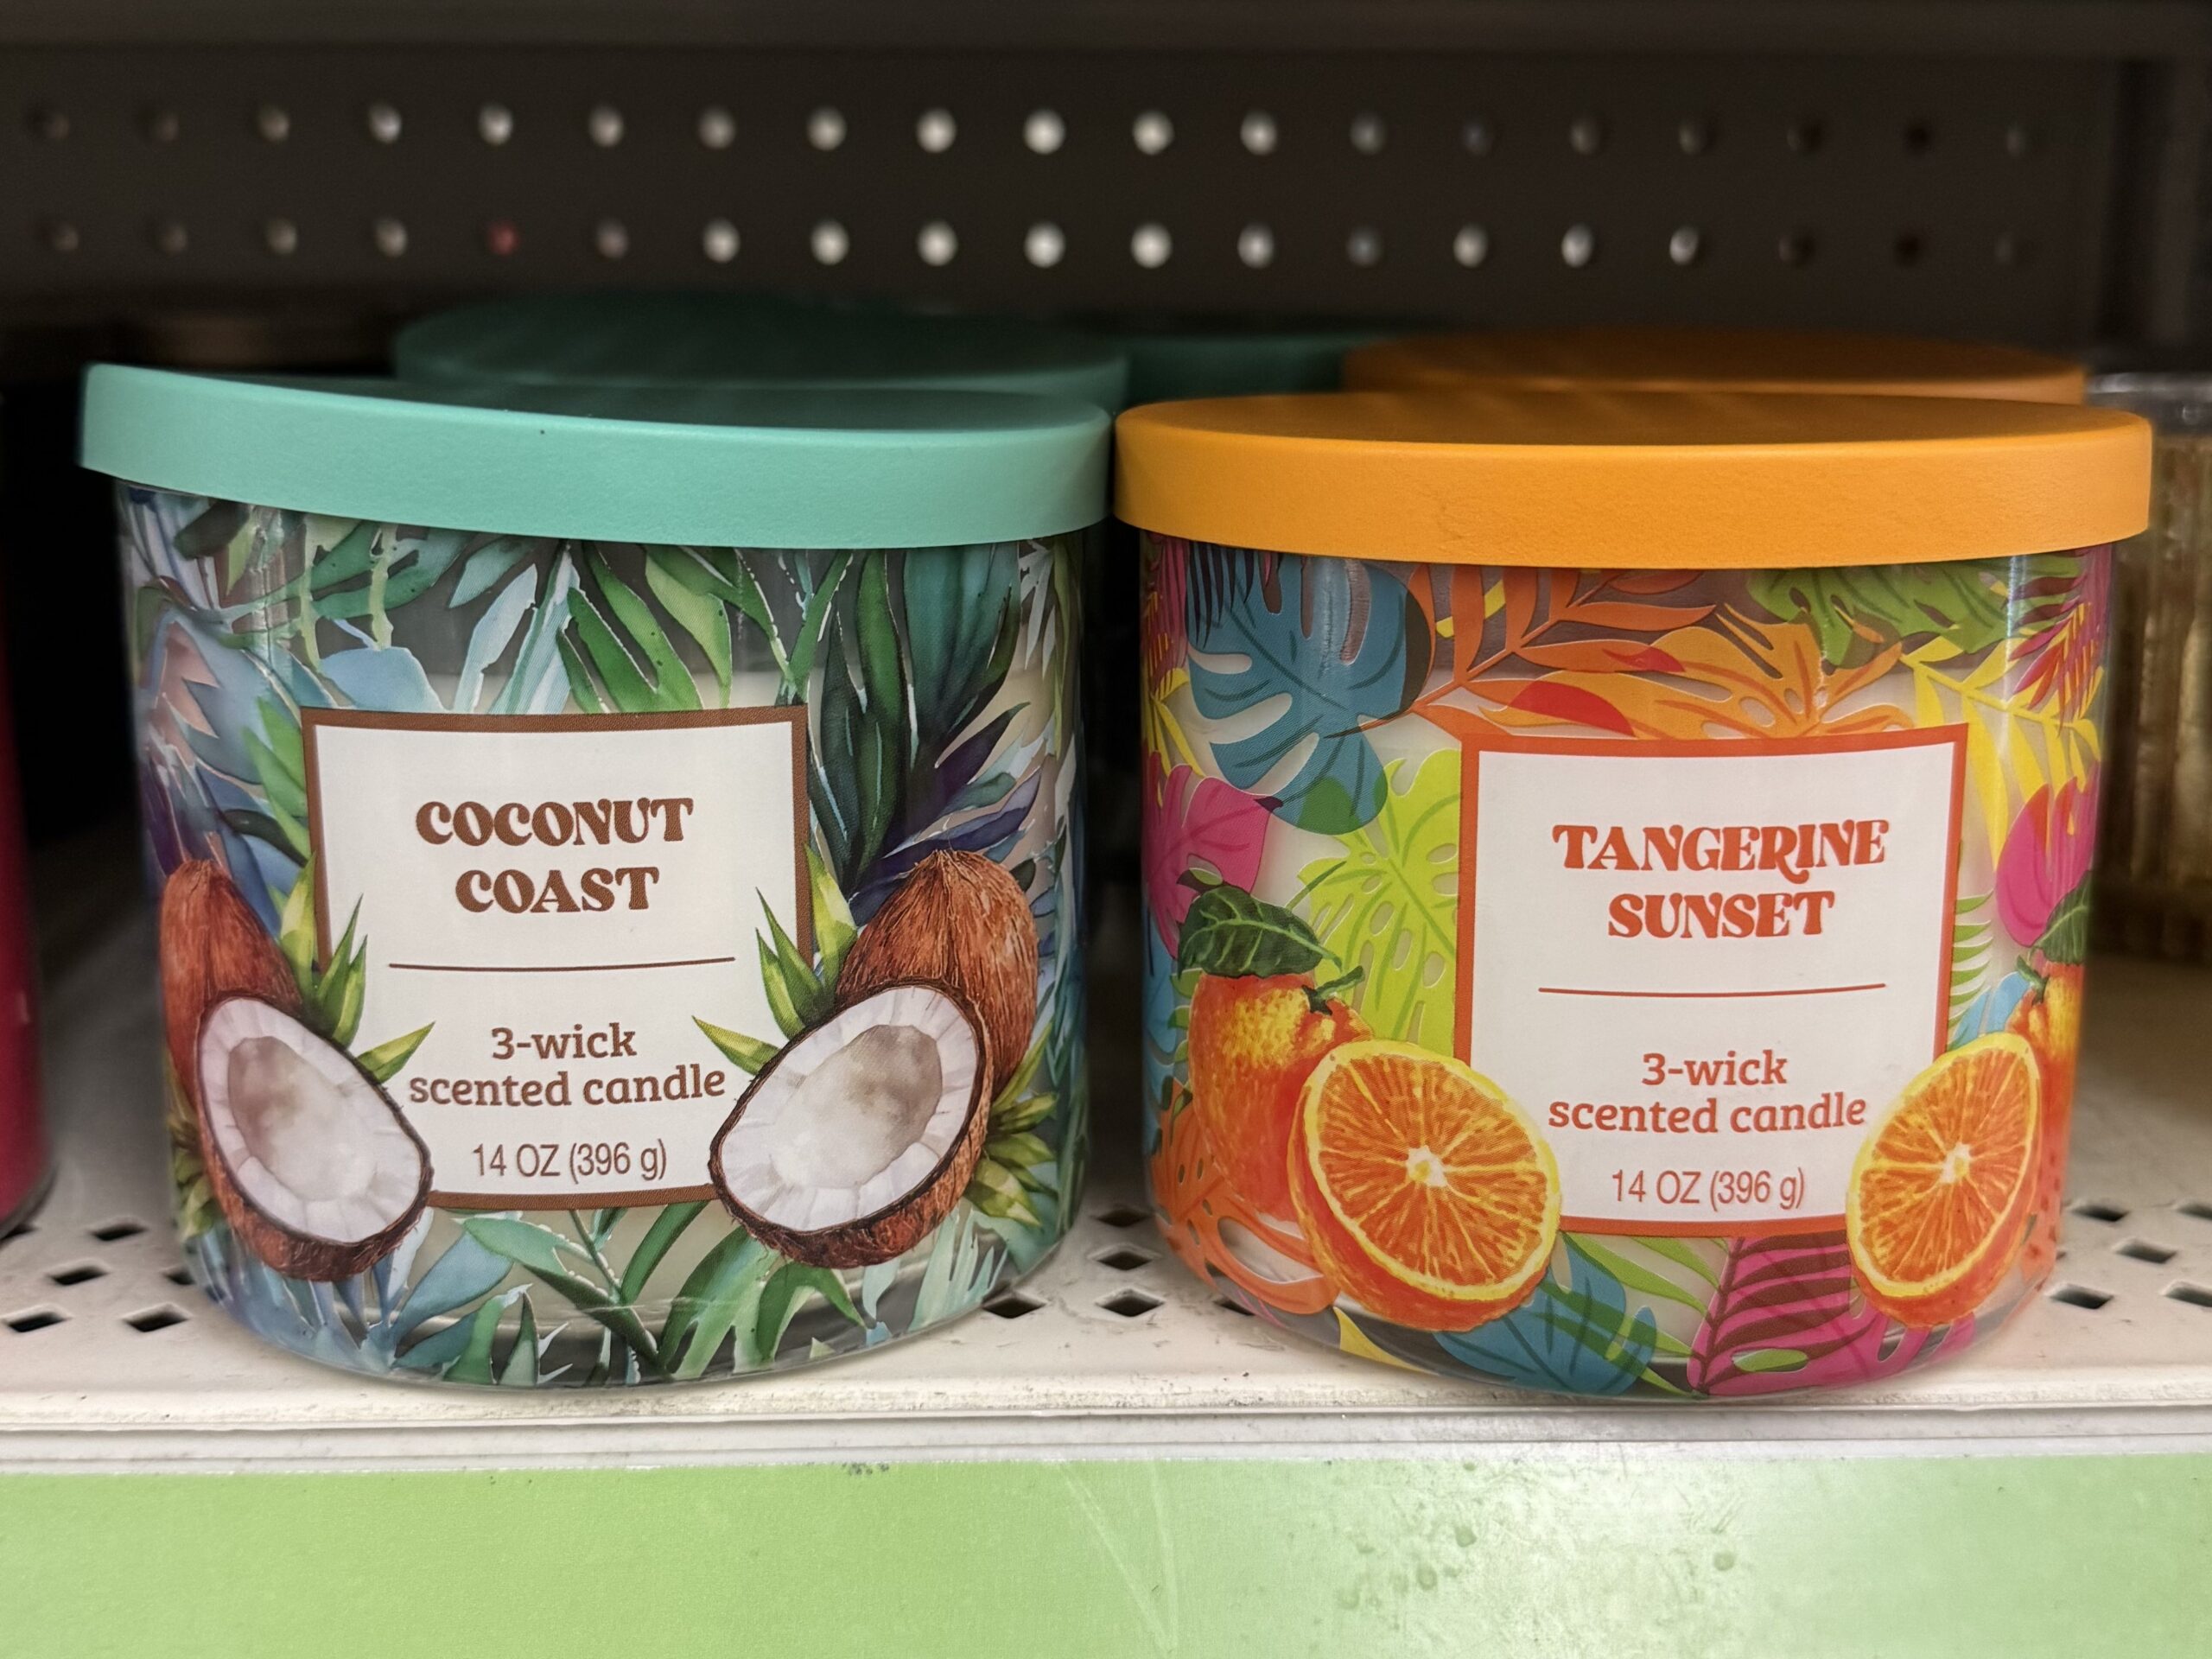 COCONUT
COAST
3-wick
scented candle
14 OZ (396 g)
TANGERINE
SUNSET
3-wick
scented candle
14 OZ (396 g)